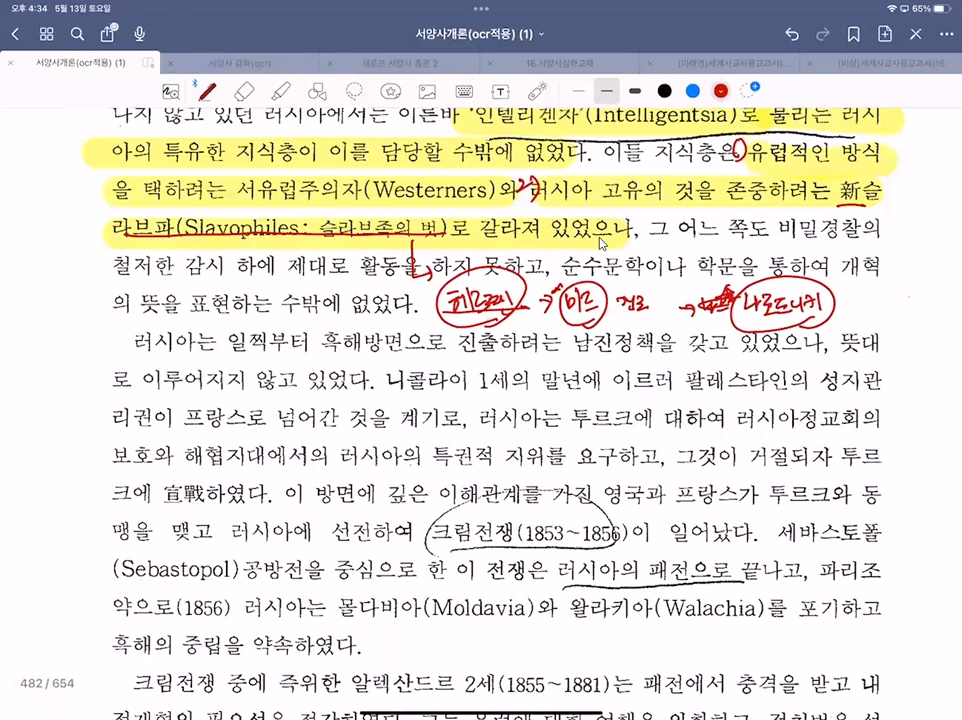 오후 4:34 5월 13일 토요일
65%
서양사개론(ocr적용) (1)
서양사개론(ocr적용) (1)
서양사 심화(ocr)
새로쓴 서양사 총론 2
16.서양사심화교재
나지 않고 있던 러시아에서는 이른바 ‘인텔리겐차’(Intelligentsia)로 불리는 러시
아의 특유한 지식층이 이를 담당할 수밖에 없었다. 이들 지식층은 유럽적인 방식
을 택하려는 서유럽주의자(Westerners)와 2) 러시아 고유의 것을 존중하려는 新슬
라브파(Slavophiles: 슬라브족의 벗)로 갈라져 있었으나, 그 어느 쪽도 비밀경찰의
철저한 감시 하에 제대로 활동을 하지 못하고, 순수문학이나 학문을 통하여 개혁
의 뜻을 표현하는 수밖에 없었다.
미르
나로드니키
러시아는 일찍부터 흑해방면으로 진출하려는 남진정책을 갖고 있었으나, 뜻대
로 이루어지지 않고 있었다. 니콜라이 1세의 말년에 이르러 팔레스타인의 성지관
리권이 프랑스로 넘어간 것을 계기로, 러시아는 투르크에 대하여 러시아정교회의
보호와 해협지대에서의 러시아의 특권적 지위를 요구하고, 그것이 거절되자 투르
크에 宣戰하였다. 이 방면에 깊은 이해관계를 가진 영국과 프랑스가 투르크와 동
맹을 맺고 러시아에 선전하여 크림전쟁(1853~1856)이 일어났다. 세바스토폴
(Sebastopol)공방전을 중심으로 한 이 전쟁은 러시아의 패전으로 끝나고, 파리조
약으로(1856) 러시아는 몰다비아(Moldavia)와 왈라키아(Walachia)를 포기하고
흑해의 중립을 약속하였다.
482 / 654
크림전쟁 중에 즉위한 알렉산드르 2세(1855~1881)는 패전에서 충격을 받고 내